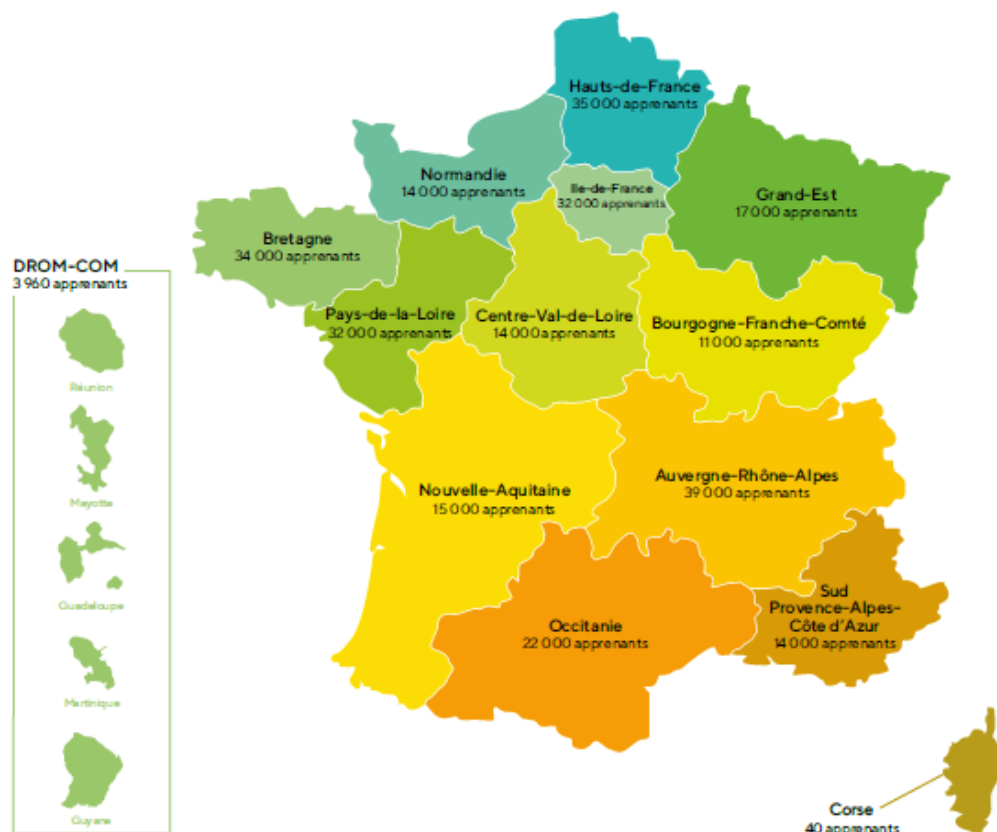 Hauts-de-France
35 000 apprenants
Normandie
14 000 apprenants
Ile-de-France
32 000 apprenants
Grand-Est
17 000 apprenants
Bretagne
34 000 apprenants
DROM-COM
3 960 apprenants
Pays-de-la-Loire
32 000 apprenants
Centre-Val-de-Loire
14 000 apprenants
Bourgogne-Franche-Comté
11 000 apprenants
Réunion
Mayotte
Guadeloupe
Martinique
Guyane
Nouvelle-Aquitaine
15 000 apprenants
Auvergne-Rhône-Alpes
39 000 apprenants
Occitanie
22 000 apprenants
Sud
Provence-Alpes-
Côte d'Azur
14 000 apprenants
Corse
40 apprenants